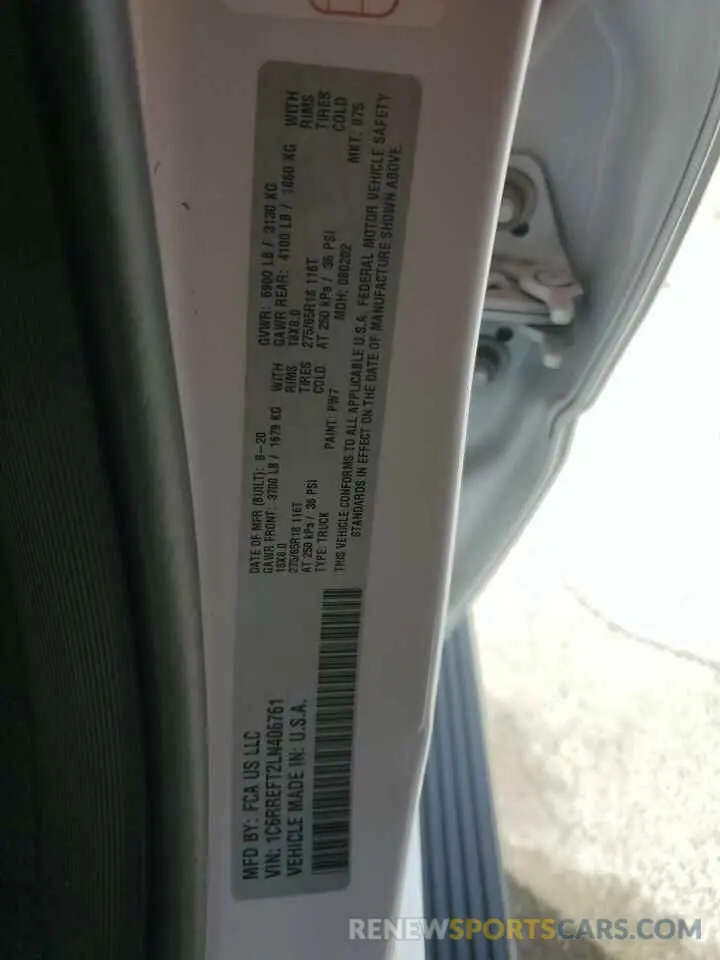 MFD BY: FCA US LLC
VIN: 1C6RREFT2LN406761
VEHICLE MADE IN: U.S.A.
DATE OF MFR (BUILT): 8-20
GAWR FRONT: 3700 LB / 1679 KG WITH
18X8.0 RIMS
275/65R18 116T TIRES
AT 250 kPa / 36 PSI COLD
TYPE: TRUCK PAINT: PW7
GVWR: 6900 LB / 3130 KG
GAWR REAR: 4100 LB / 1860 KG WITH
18X8.0 RIMS
275/65R18 116T TIRES
AT 250 kPa / 36 PSI COLD
MDH: MKT: 875
THIS VEHICLE CONFORMS TO ALL APPLICABLE U.S.A. FEDERAL MOTOR VEHICLE SAFETY
STANDARDS IN EFFECT ON THE DATE OF MANUFACTURE SHOWN ABOVE.
RENEWSPORTSCARS.COM